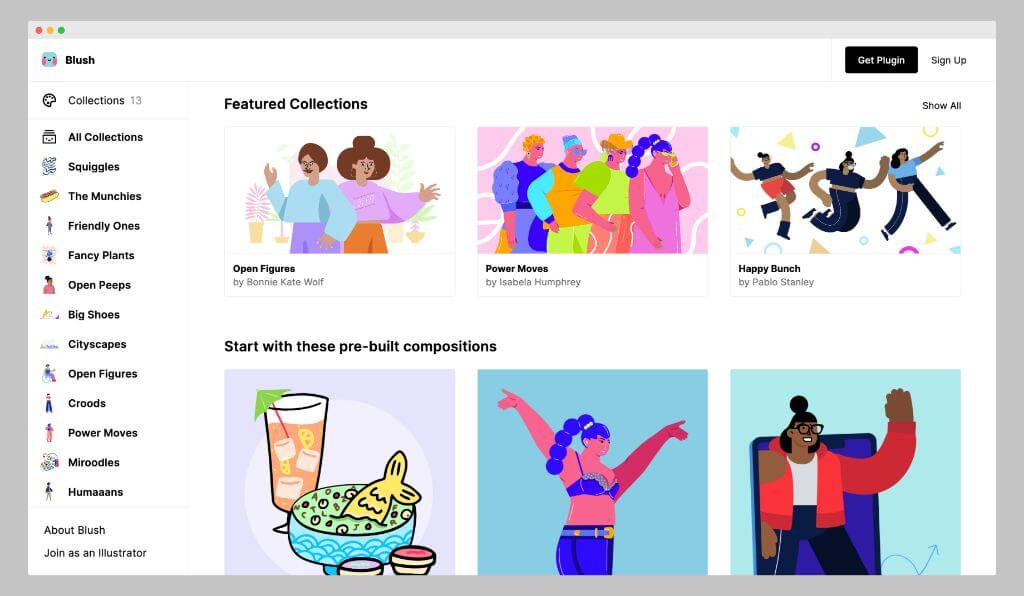 Blush
Get Plugin
Sign Up
Collections 13
All Collections
Squiggles
The Munchies
Friendly Ones
Fancy Plants
Open Peeps
Big Shoes
Cityscapes
Open Figures
Croods
Power Moves
Miroodles
Humaaans
About Blush
Join as an Illustrator
Featured Collections
Show All
Open Figures
by Bonnie Kate Wolf
Power Moves
by Isabela Humphrey
Happy Bunch
by Pablo Stanley
Start with these pre-built compositions